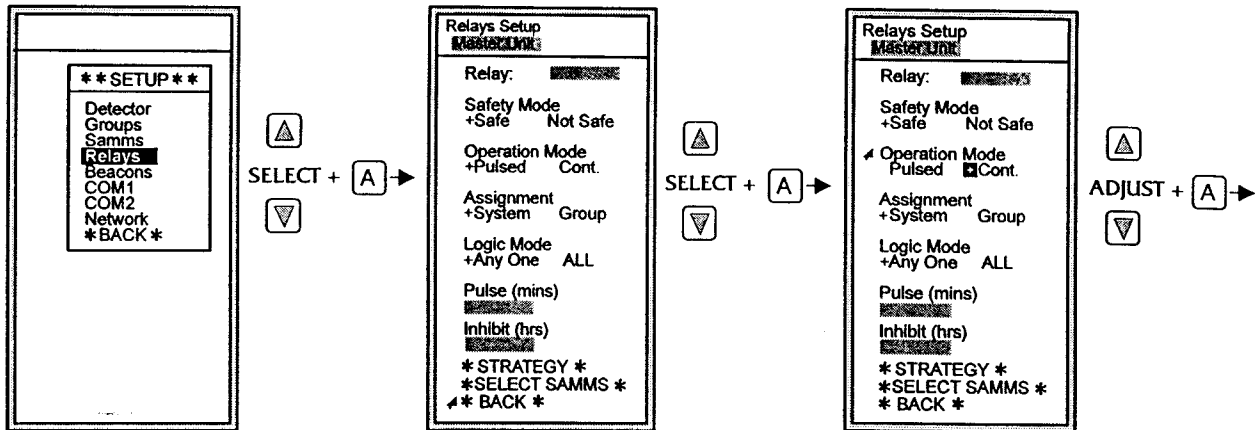 **SETUP**
Detector
Groups
Samms
Relays
Beacons
COM1
COM2
Network
*BACK*
SELECT + A
Relays Setup
Master Unit
Relay:
Safety Mode
+Safe Not Safe
Operation Mode
+Pulsed Cont.
Assignment
+System Group
Logic Mode
+Any One ALL
Pulse (mins)
Inhibit (hrs)
* STRATEGY *
*SELECT SAMMS *
* BACK *
SELECT + A
Relays Setup
Master Unit
Relay:
Safety Mode
+Safe Not Safe
Operation Mode
Pulsed +Cont.
Assignment
+System Group
Logic Mode
+Any One ALL
Pulse (mins)
Inhibit (hrs)
* STRATEGY *
*SELECT SAMMS *
* BACK *
ADJUST + A